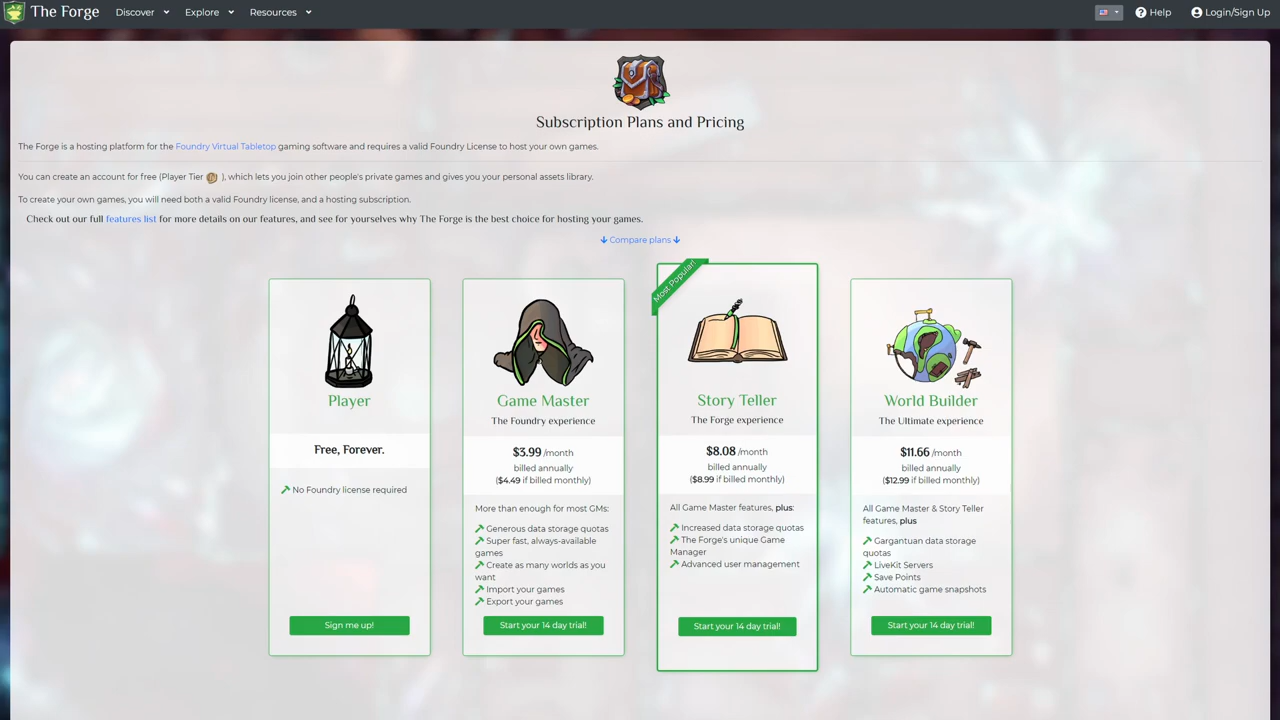 The Forge
Discover
Explore
Resources
Help
Login/Sign Up
Subscription Plans and Pricing
The Forge is a hosting platform for the Foundry Virtual Tabletop gaming software and requires a valid Foundry License to host your own games.
You can create an account for free (Player Tier ), which lets you join other people's private games and gives you your personal assets library.
To create your own games, you will need both a valid Foundry license, and a hosting subscription.
Check out our full features list for more details on our features, and see for yourselves why The Forge is the best choice for hosting your games.
Compare plans
Player
Free, Forever.
No Foundry license required
Sign me up!
Game Master
The Foundry experience
$3.99 /month
billed annually
($4.49 if billed monthly)
More than enough for most GMs:
Generous data storage quotas
Super fast, always-available
games
Create as many worlds as you
want
Import your games
Export your games
Start your 14 day trial!
Most Popular!
Story Teller
The Forge experience
$8.08 /month
billed annually
($8.99 if billed monthly)
All Game Master features, plus:
Increased data storage quotas
The Forge's unique Game
Manager
Advanced user management
Start your 14 day trial!
World Builder
The Ultimate experience
$11.66 /month
billed annually
($12.99 if billed monthly)
All Game Master & Story Teller
features, plus
Gargantuan data storage
quotas
LiveKit Servers
Save Points
Automatic game snapshots
Start your 14 day trial!